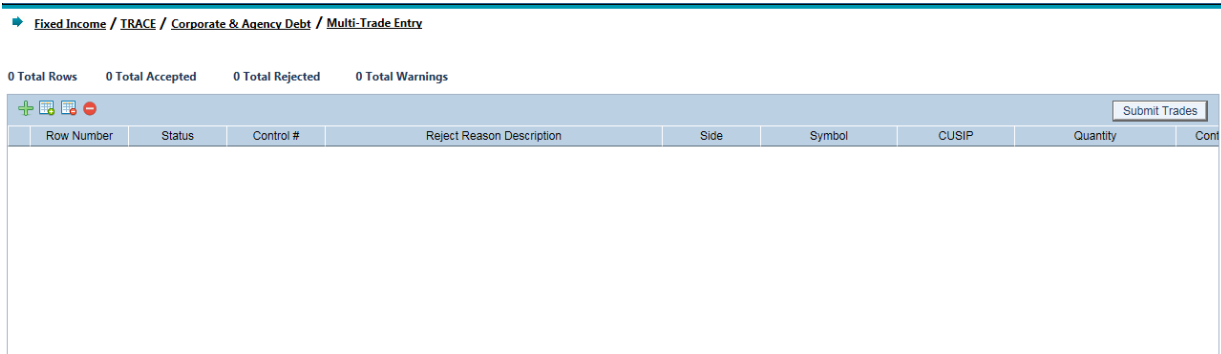 Fixed Income / TRACE / Corporate & Agency Debt / Multi-Trade Entry
0 Total Rows 0 Total Accepted 0 Total Rejected 0 Total Warnings
Submit Trades
Row Number Status Control # Reject Reason Description Side Symbol CUSIP Quantity Cont